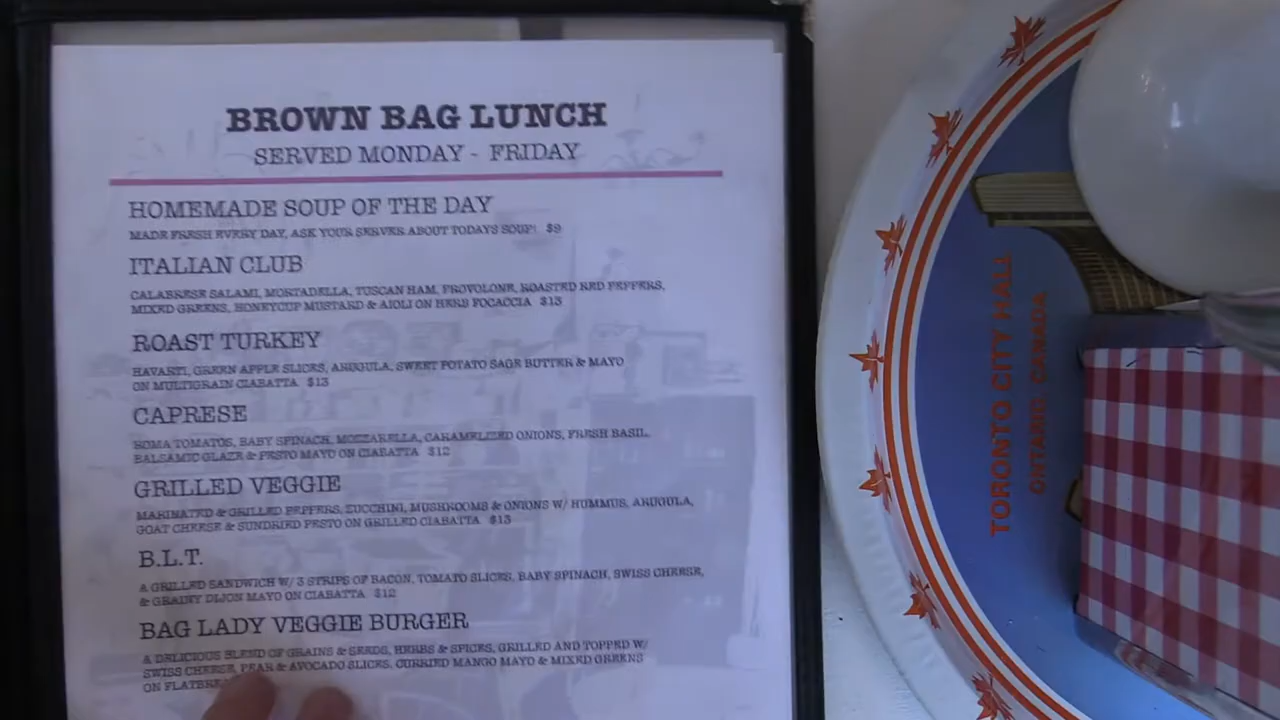 BROWN BAG LUNCH
SERVED MONDAY - FRIDAY
HOMEMADE SOUP OF THE DAY
MADE FRESH EVERY DAY, ASK YOUR SERVER ABOUT TODAYS SOUP! $9
ITALIAN CLUB
CALABRESE SALAMI, MORTADELLA, TUSCAN HAM, PROVOLONE, ROASTED RED PEPPERS,
MIXED GREENS, HONEYCUP MUSTARD & AIOLI ON HERB FOCACCIA $13
ROAST TURKEY
HAVARTI, GREEN APPLE SLICES, ARUGULA, SWEET POTATO SAGE BUTTER & MAYO
ON MULTIGRAIN CIABATTA $13
CAPRESE
ROMA TOMATOS, BABY SPINACH, MOZZARELLA, CARAMELIZED ONIONS, FRESH BASIL,
BALSAMIC GLAZE & PESTO MAYO ON CIABATTA $12
GRILLED VEGGIE
MARINATED & GRILLED PEPPERS, ZUCCHINI, MUSHROOMS & ONIONS W/ HUMMUS, ARUGULA,
GOAT CHEESE & SUNDRIED PESTO ON GRILLED CIABATTA $13
B.L.T.
A GRILLED SANDWICH W/ 3 STRIPS OF BACON, TOMATO SLICES, BABY SPINACH, SWISS CHEESE,
& GRAINY DIJON MAYO ON CIABATTA $12
BAG LADY VEGGIE BURGER
A DELICIOUS BLEND OF GRAINS & SEEDS, HERBS & SPICES, GRILLED AND TOPPED W/
SWISS CHEESE, PEAR & AVOCADO SLICES, CURRIED MANGO MAYO & MIXED GREENS
ON
TORONTO CITY HALL
ONTARIO, CANADA